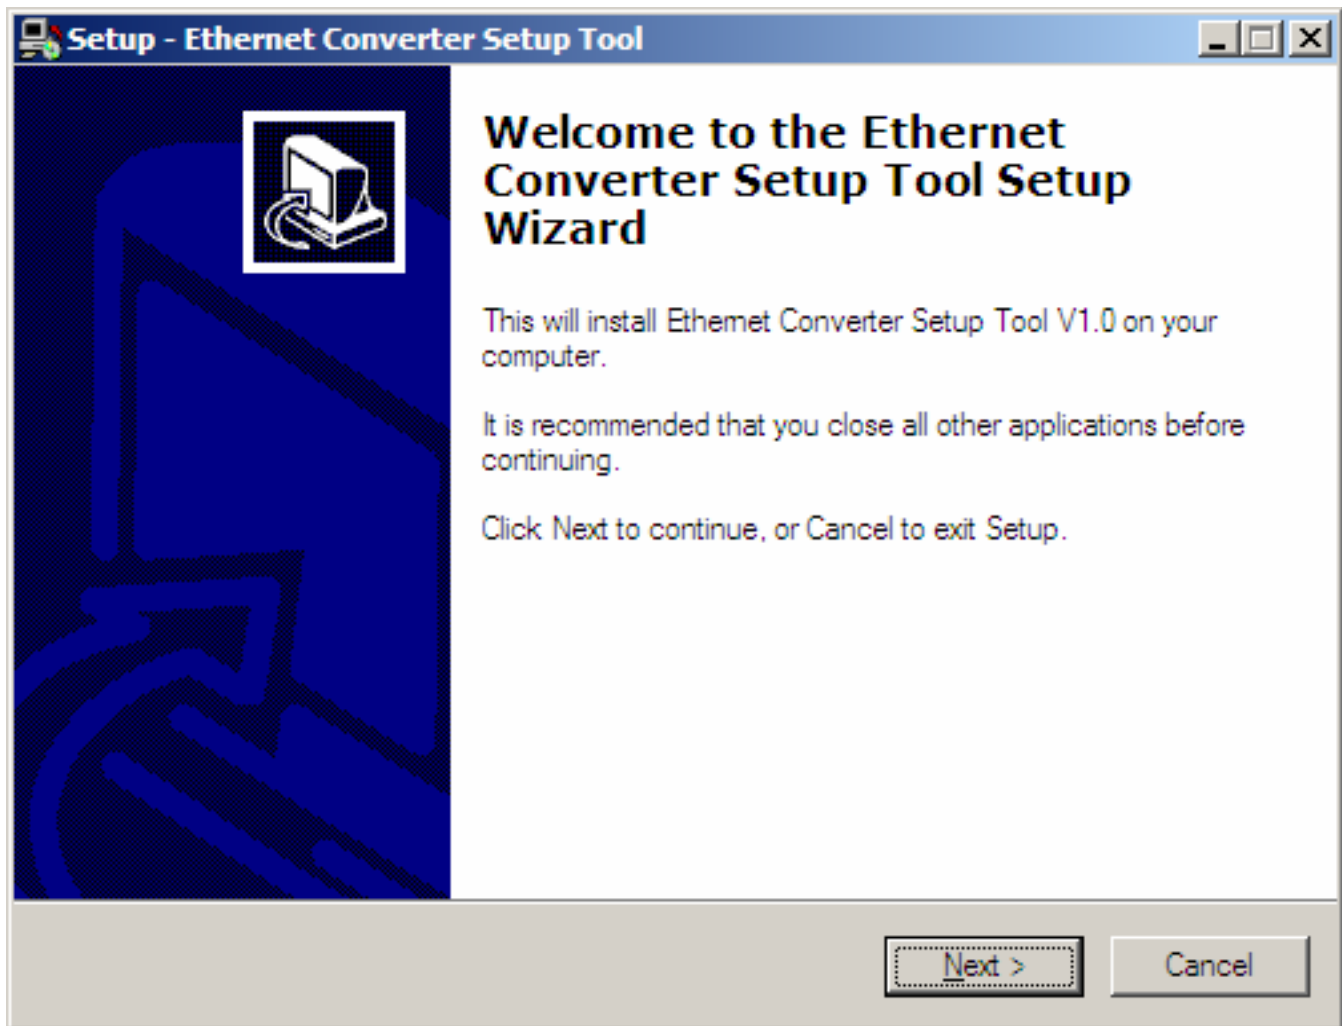 Setup - Ethernet Converter Setup Tool
Welcome to the Ethernet
Converter Setup Tool Setup
Wizard
This will install Ethernet Converter Setup Tool V1.0 on your
computer.
It is recommended that you close all other applications before
continuing.
Click Next to continue, or Cancel to exit Setup.
Next >
Cancel